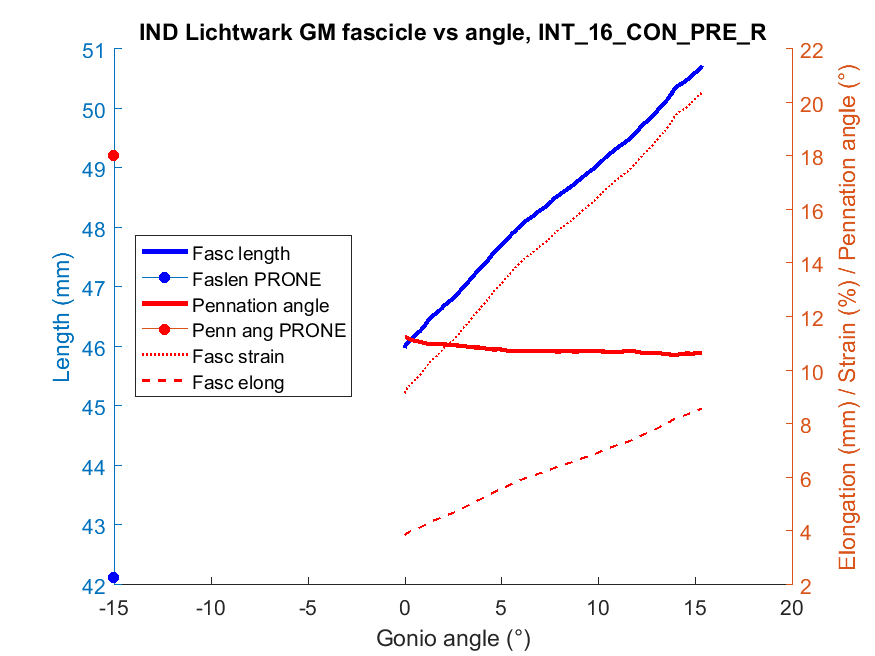 IND Lichtwark GM fascicle vs angle, INT_16_CON_PRE_R
51
50
49
48
47
46
45
44
43
42
Length (mm)
Fasc length
Faslen PRONE
Pennation angle
Penn ang PRONE
Fasc strain
Fasc elong
22
20
18
16
14
12
10
8
6
4
2
Elongation (mm) / Strain (%) / Pennation angle (°)
-15 -10 -5 0 5 10 15 20
Gonio angle (°)